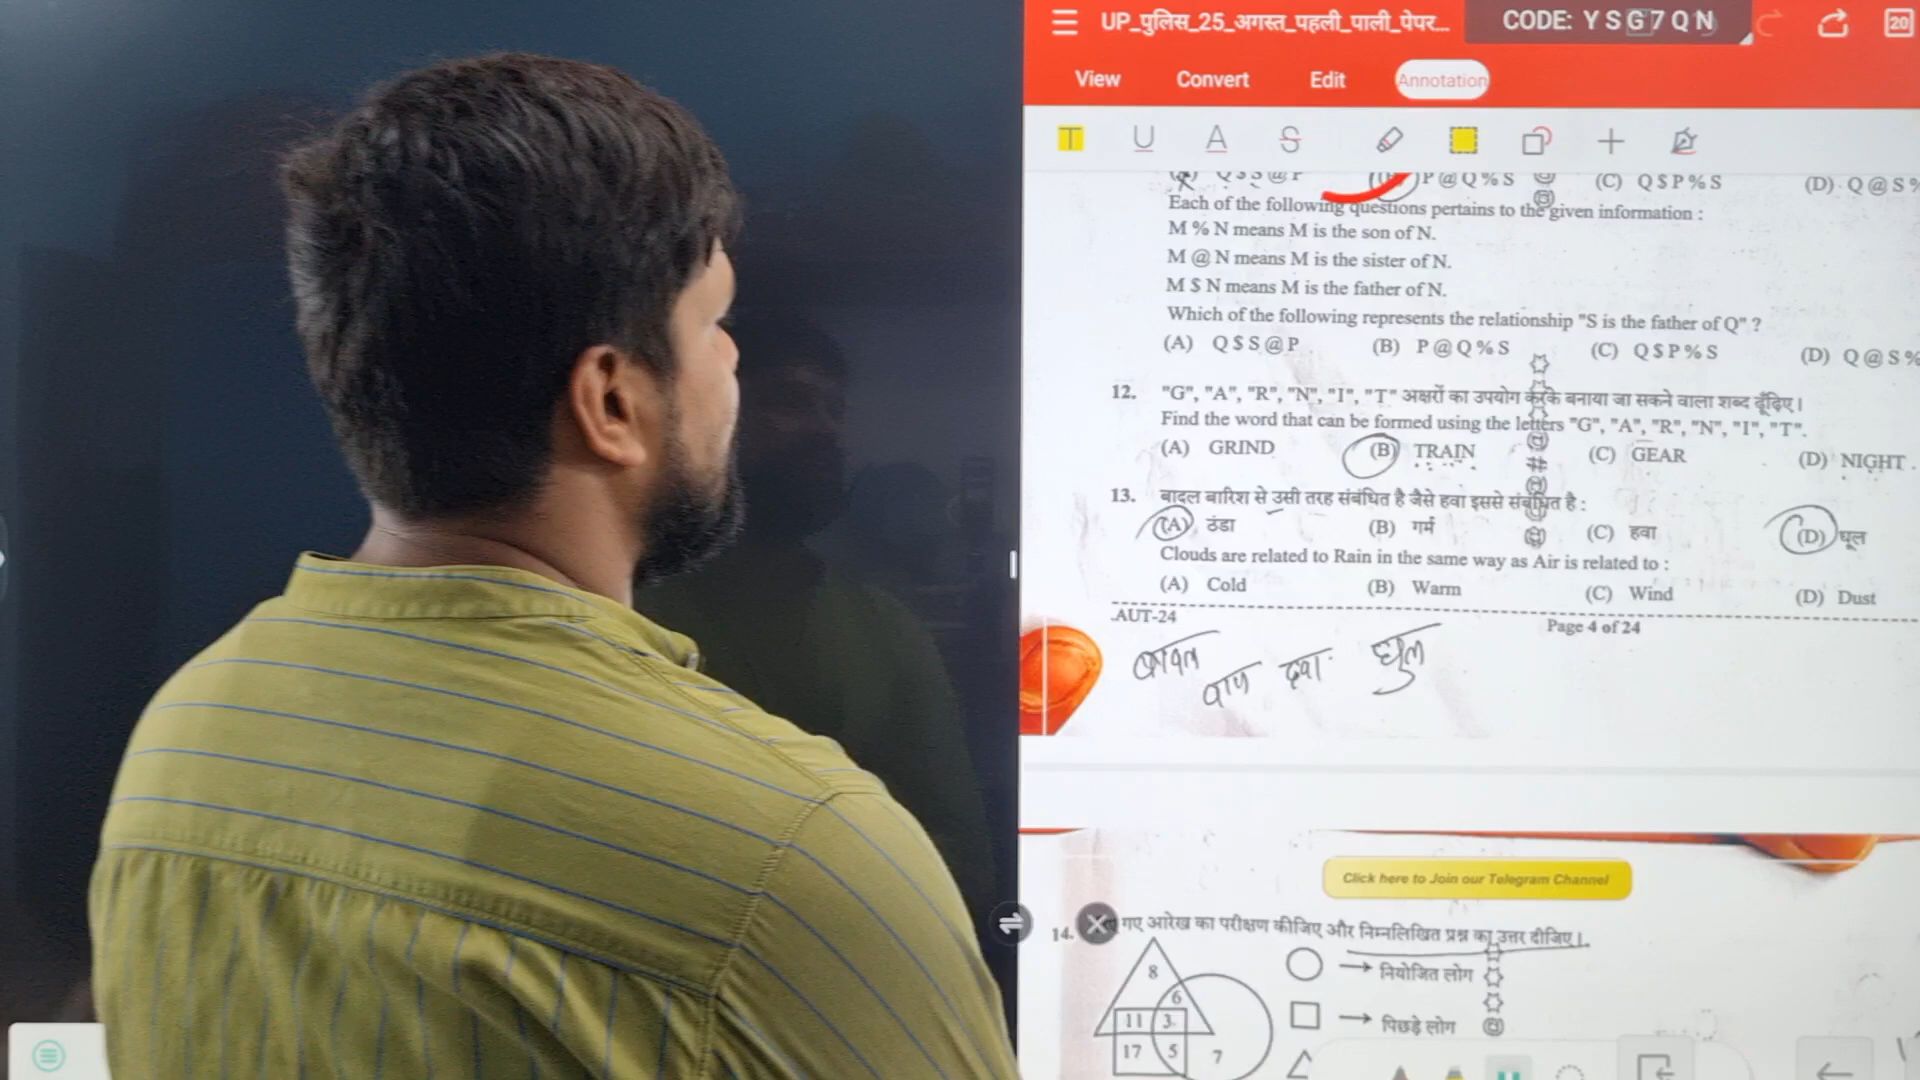 UP_पुलिस_25_अगस्त_पहली_पाली_पेपर...
CODE: Y S G 7 Q N
20
View Convert Edit Annotation
T U A S
P @ Q % S (C) Q $ P % S (D) Q @ S %
Each of the following questions pertains to the given information :
M % N means M is the son of N.
M @ N means M is the sister of N.
M $ N means M is the father of N.
Which of the following represents the relationship "S is the father of Q" ?
(A) Q $ S @ P (B) P @ Q % S (C) Q $ P % S (D) Q @ S %
12. "G", "A", "R", "N", "I", "T" अक्षरों का उपयोग करके बनाया जा सकने वाला शब्द ढूँढ़िए।
Find the word that can be formed using the letters "G", "A", "R", "N", "I", "T".
(A) GRIND (B) TRAIN (C) GEAR (D) NIGHT
13. बादल बारिश से उसी तरह संबंधित है जैसे हवा इससे संबंधित है :
(A) ठंडा (B) गर्म (C) हवा (D) धूल
Clouds are related to Rain in the same way as Air is related to :
(A) Cold (B) Warm (C) Wind (D) Dust
AUT-24
Page 4 of 24
हवा धूल
Click here to Join our Telegram Channel
14. गए आरेख का परीक्षण कीजिए और निम्नलिखित प्रश्न का उत्तर दीजिए।
8
6
11 3
17 5 7
→ नियोजित लोग
→ पिछड़े लोग